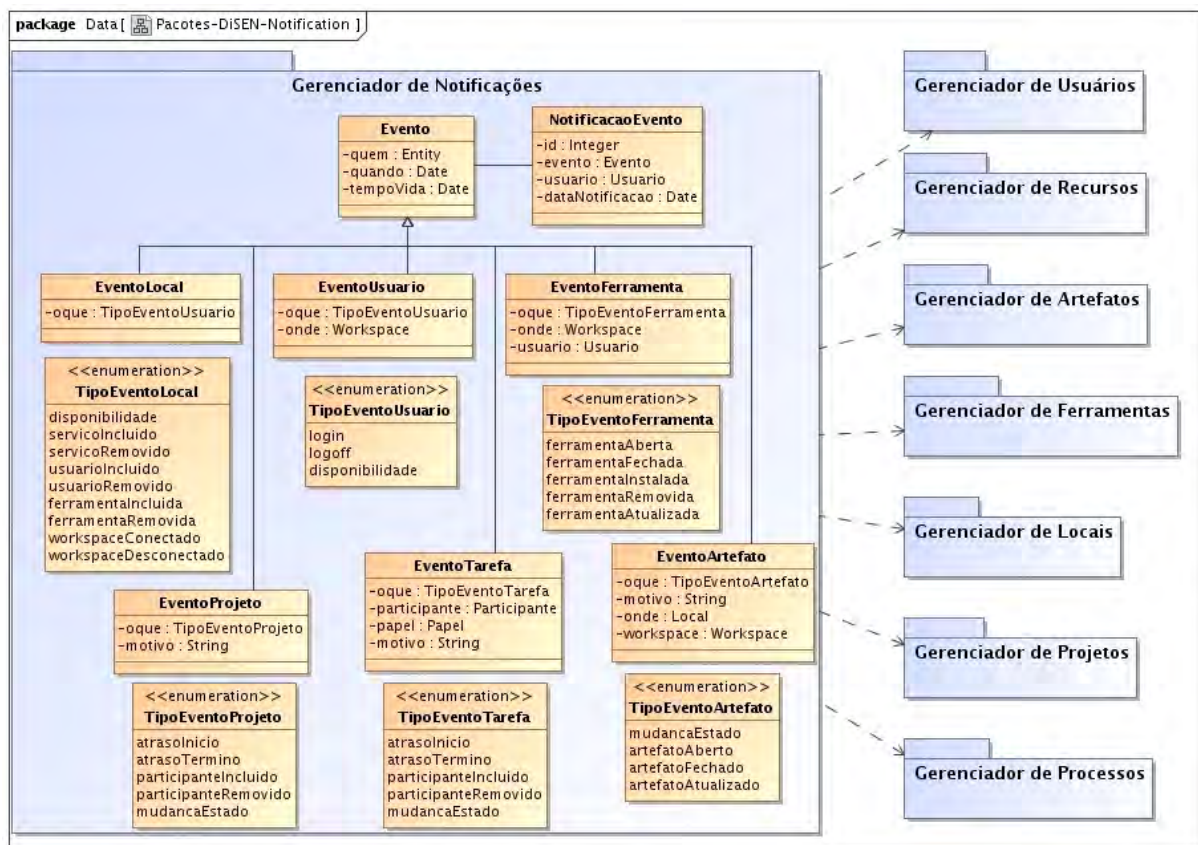 package Data [ Pacotes-DiSEN-Notification ]
Gerenciador de Notificações
Evento
-quem : Entity
-quando : Date
-tempoVida : Date
NotificacaoEvento
-id : Integer
-evento : Evento
-usuario : Usuario
-dataNotificacao : Date
EventoLocal
-oque : TipoEventoUsuario
EventoUsuario
-oque : TipoEventoUsuario
-onde : Workspace
EventoFerramenta
-oque : TipoEventoFerramenta
-onde : Workspace
-usuario : Usuario
<<enumeration>>
TipoEventoLocal
disponibilidade
servicoIncluido
servicoRemovido
usuarioIncluido
usuarioRemovido
ferramentaIncluida
ferramentaRemovida
workspaceConectado
workspaceDesconectado
<<enumeration>>
TipoEventoUsuario
login
logoff
disponibilidade
<<enumeration>>
TipoEventoFerramenta
ferramentaAberta
ferramentaFechada
ferramentaInstalada
ferramentaRemovida
ferramentaAtualizada
EventoProjeto
-oque : TipoEventoProjeto
-motivo : String
EventoTarefa
-oque : TipoEventoTarefa
-participante : Participante
-papel : Papel
-motivo : String
EventoArtefato
-oque : TipoEventoArtefato
-motivo : String
-onde : Local
-workspace : Workspace
<<enumeration>>
TipoEventoProjeto
atrasoInicio
atrasoTermino
participanteIncluido
participanteRemovido
mudancaEstado
<<enumeration>>
TipoEventoTarefa
atrasoInicio
atrasoTermino
participanteIncluido
participanteRemovido
mudancaEstado
<<enumeration>>
TipoEventoArtefato
mudancaEstado
artefatoAberto
artefatoFechado
artefatoAtualizado
Gerenciador de Usuários
Gerenciador de Recursos
Gerenciador de Artefatos
Gerenciador de Ferramentas
Gerenciador de Locais
Gerenciador de Projetos
Gerenciador de Processos